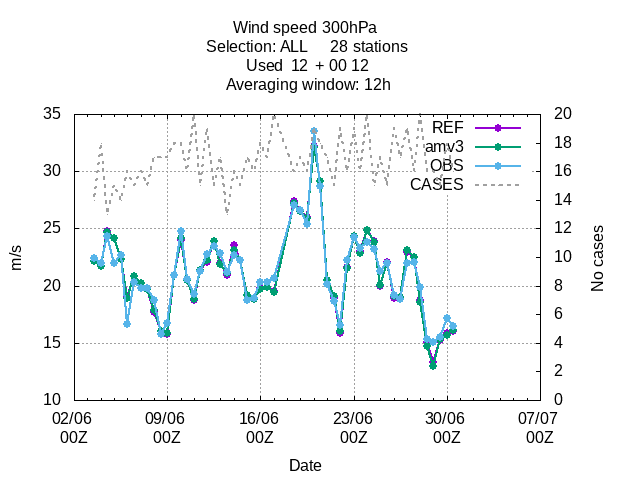 Wind speed 300hPa
Selection: ALL 28 stations
Used 12 + 00 12
Averaging window: 12h
35
30
25
20
15
10
m/s
20
18
16
14
12
10
8
6
4
2
0
No cases
REF
amv3
OBS
CASES
02/06 09/06 16/06 23/06 30/06 07/07
00Z 00Z 00Z 00Z 00Z 00Z
Date